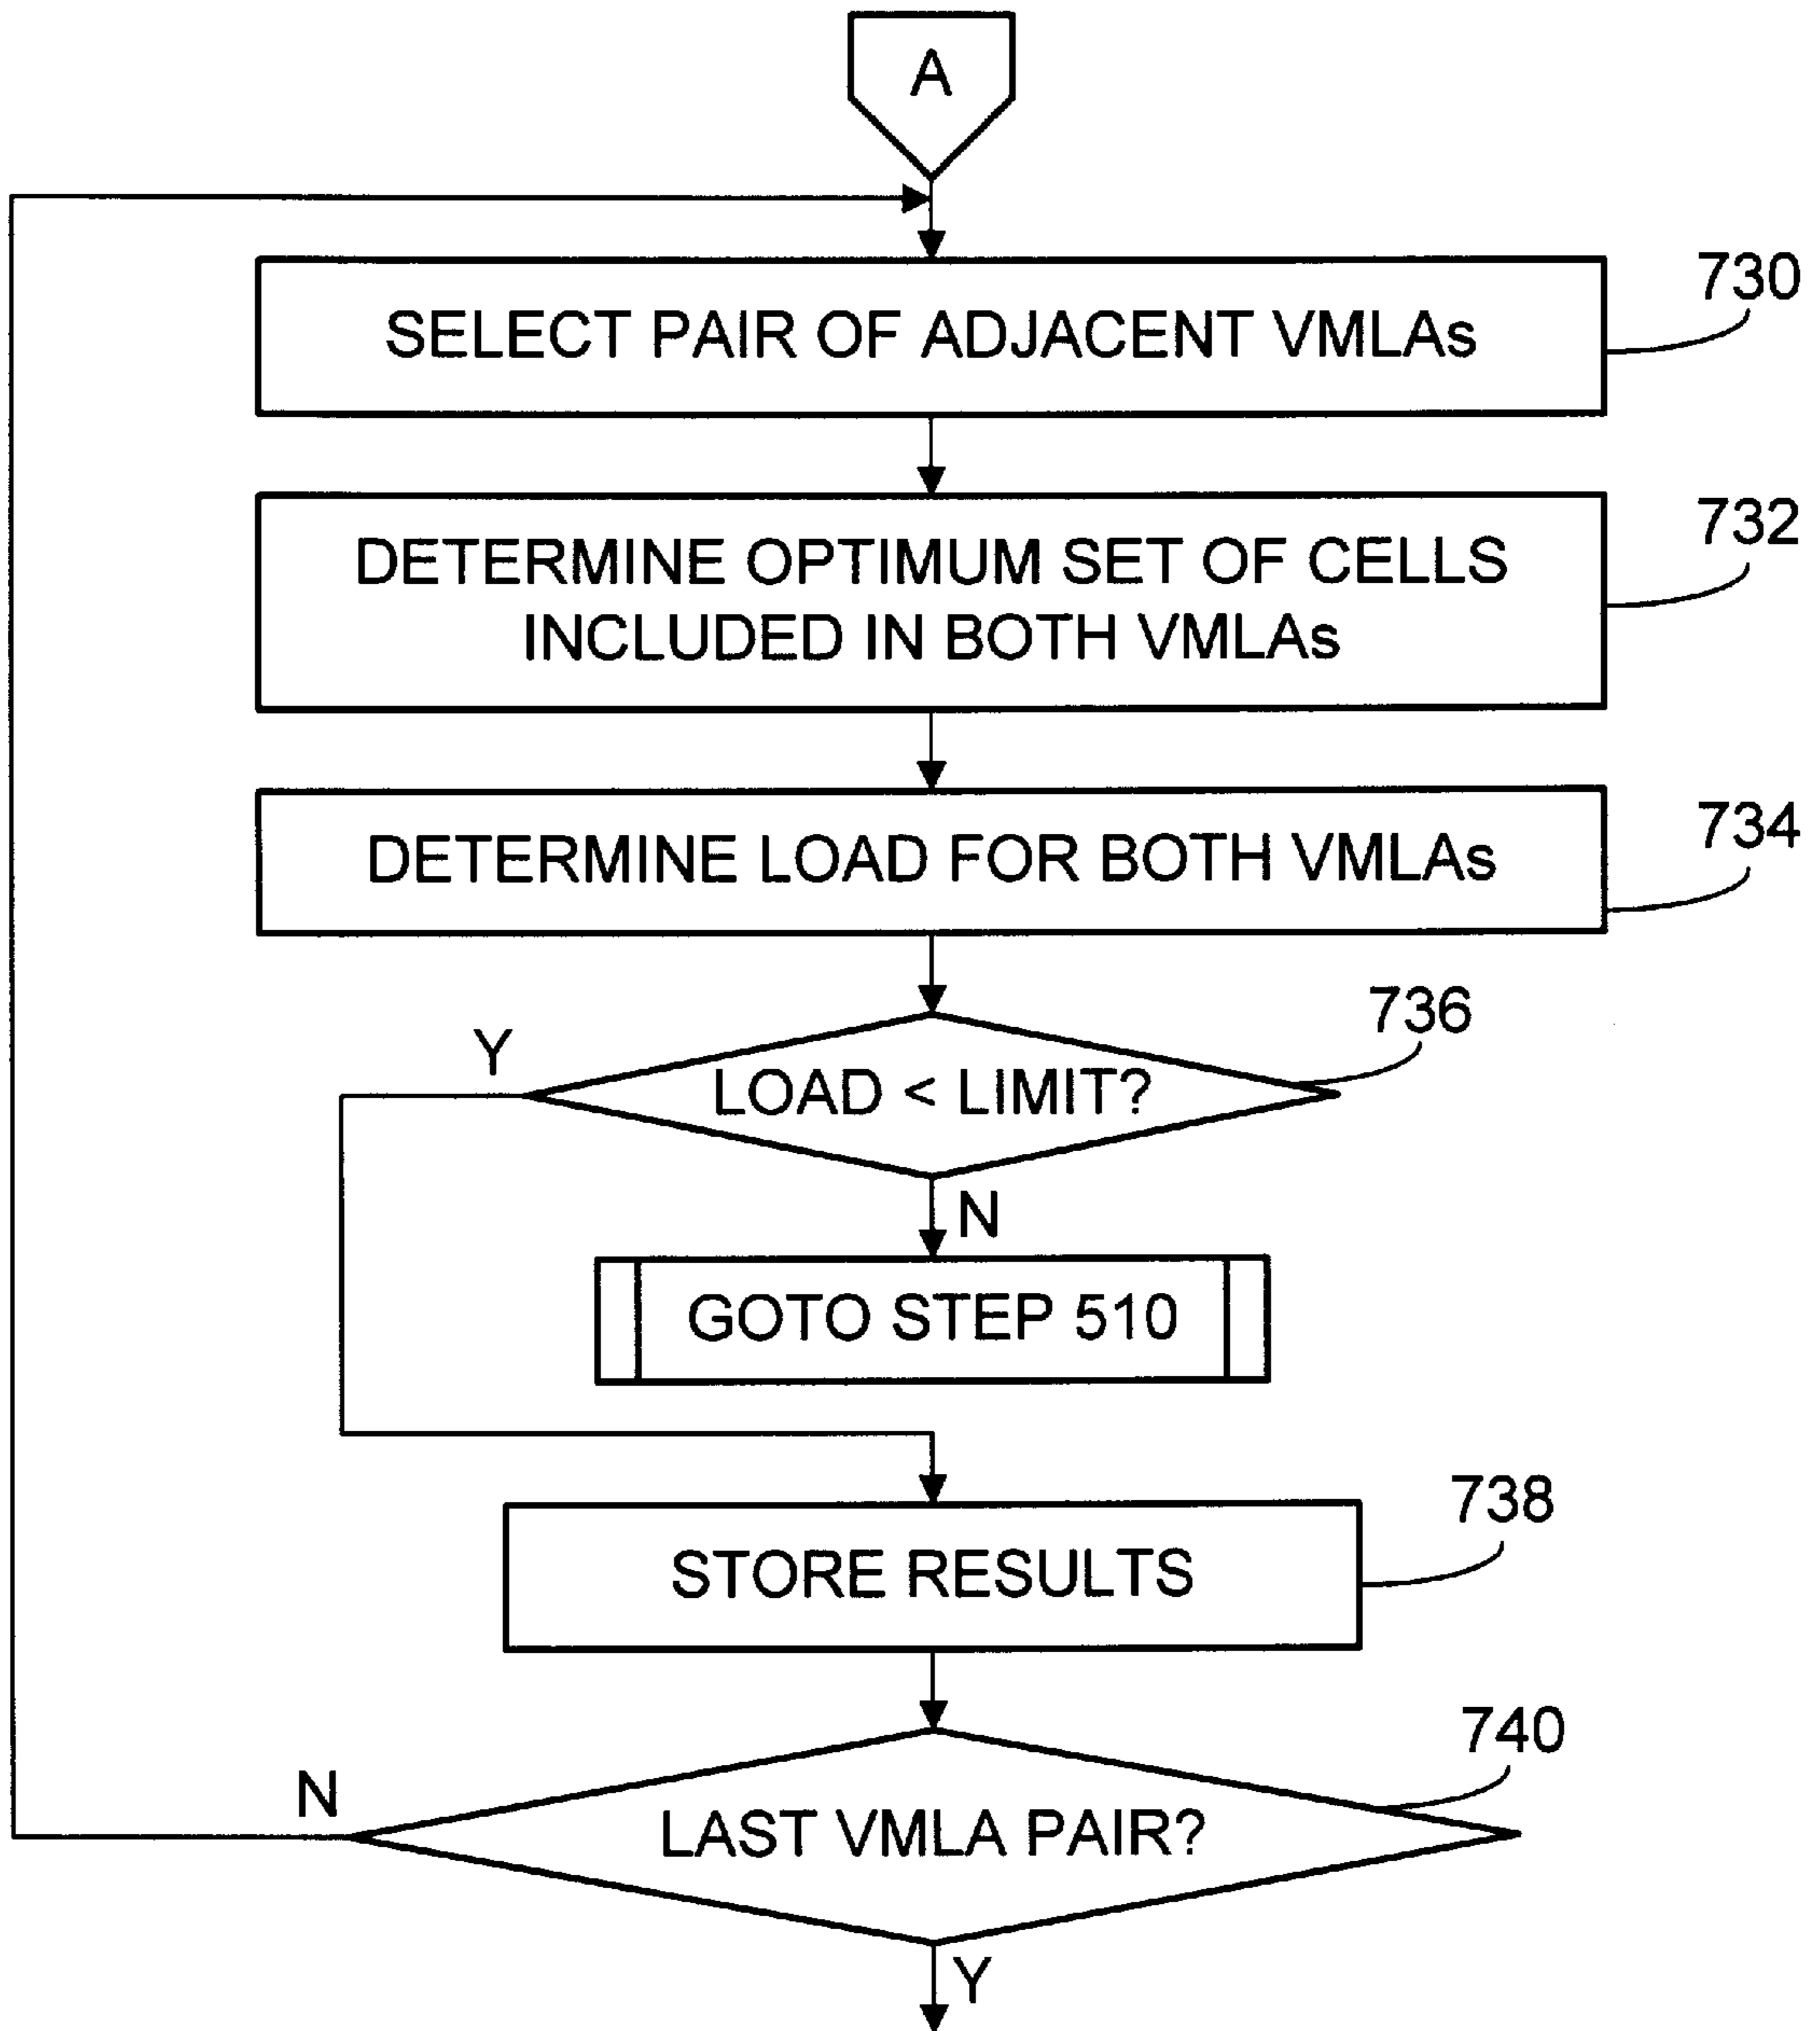 A
730
SELECT PAIR OF ADJACENT VMLAs
732
DETERMINE OPTIMUM SET OF CELLS
INCLUDED IN BOTH VMLAs
734
DETERMINE LOAD FOR BOTH VMLAs
736
Y
LOAD < LIMIT?
N
GOTO STEP 510
738
STORE RESULTS
740
N
LAST VMLA PAIR?
Y